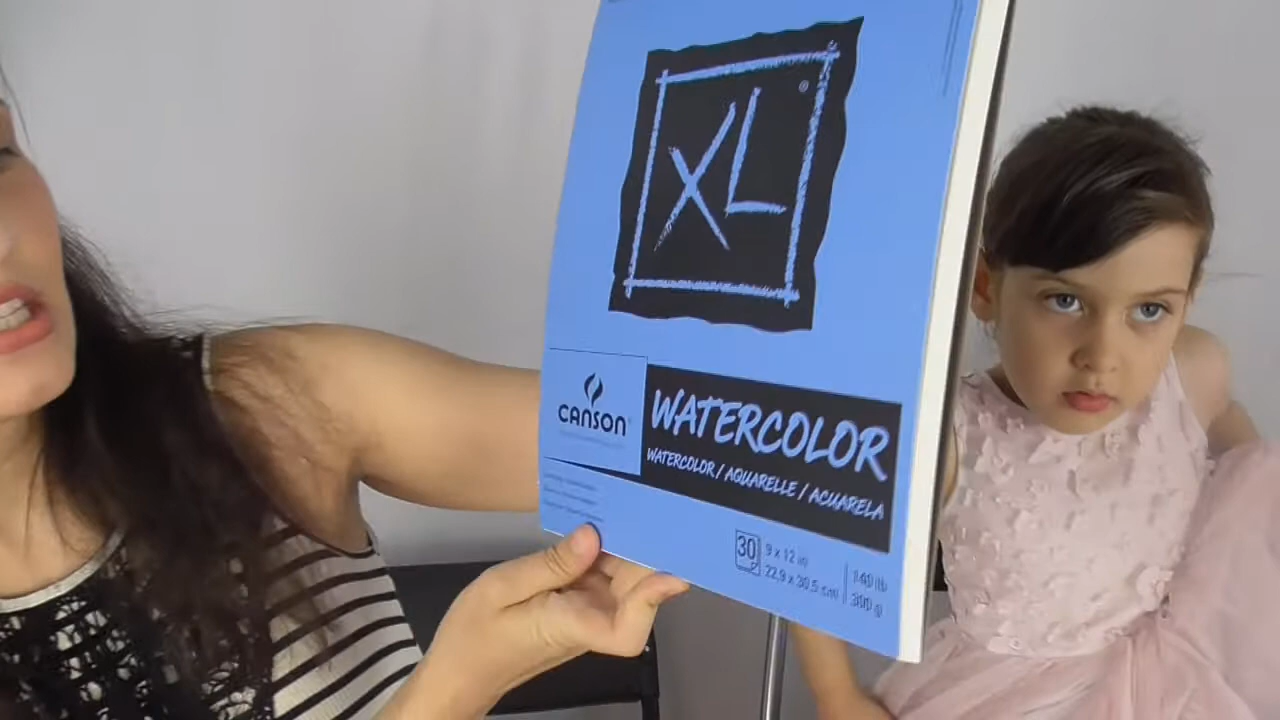 XL
CANSON
WATERCOLOR
WATERCOLOR / AQUARELLE / ACUARELA
30 9 x 12 in 140 lb
22,9 x 30,5 cm 300 g